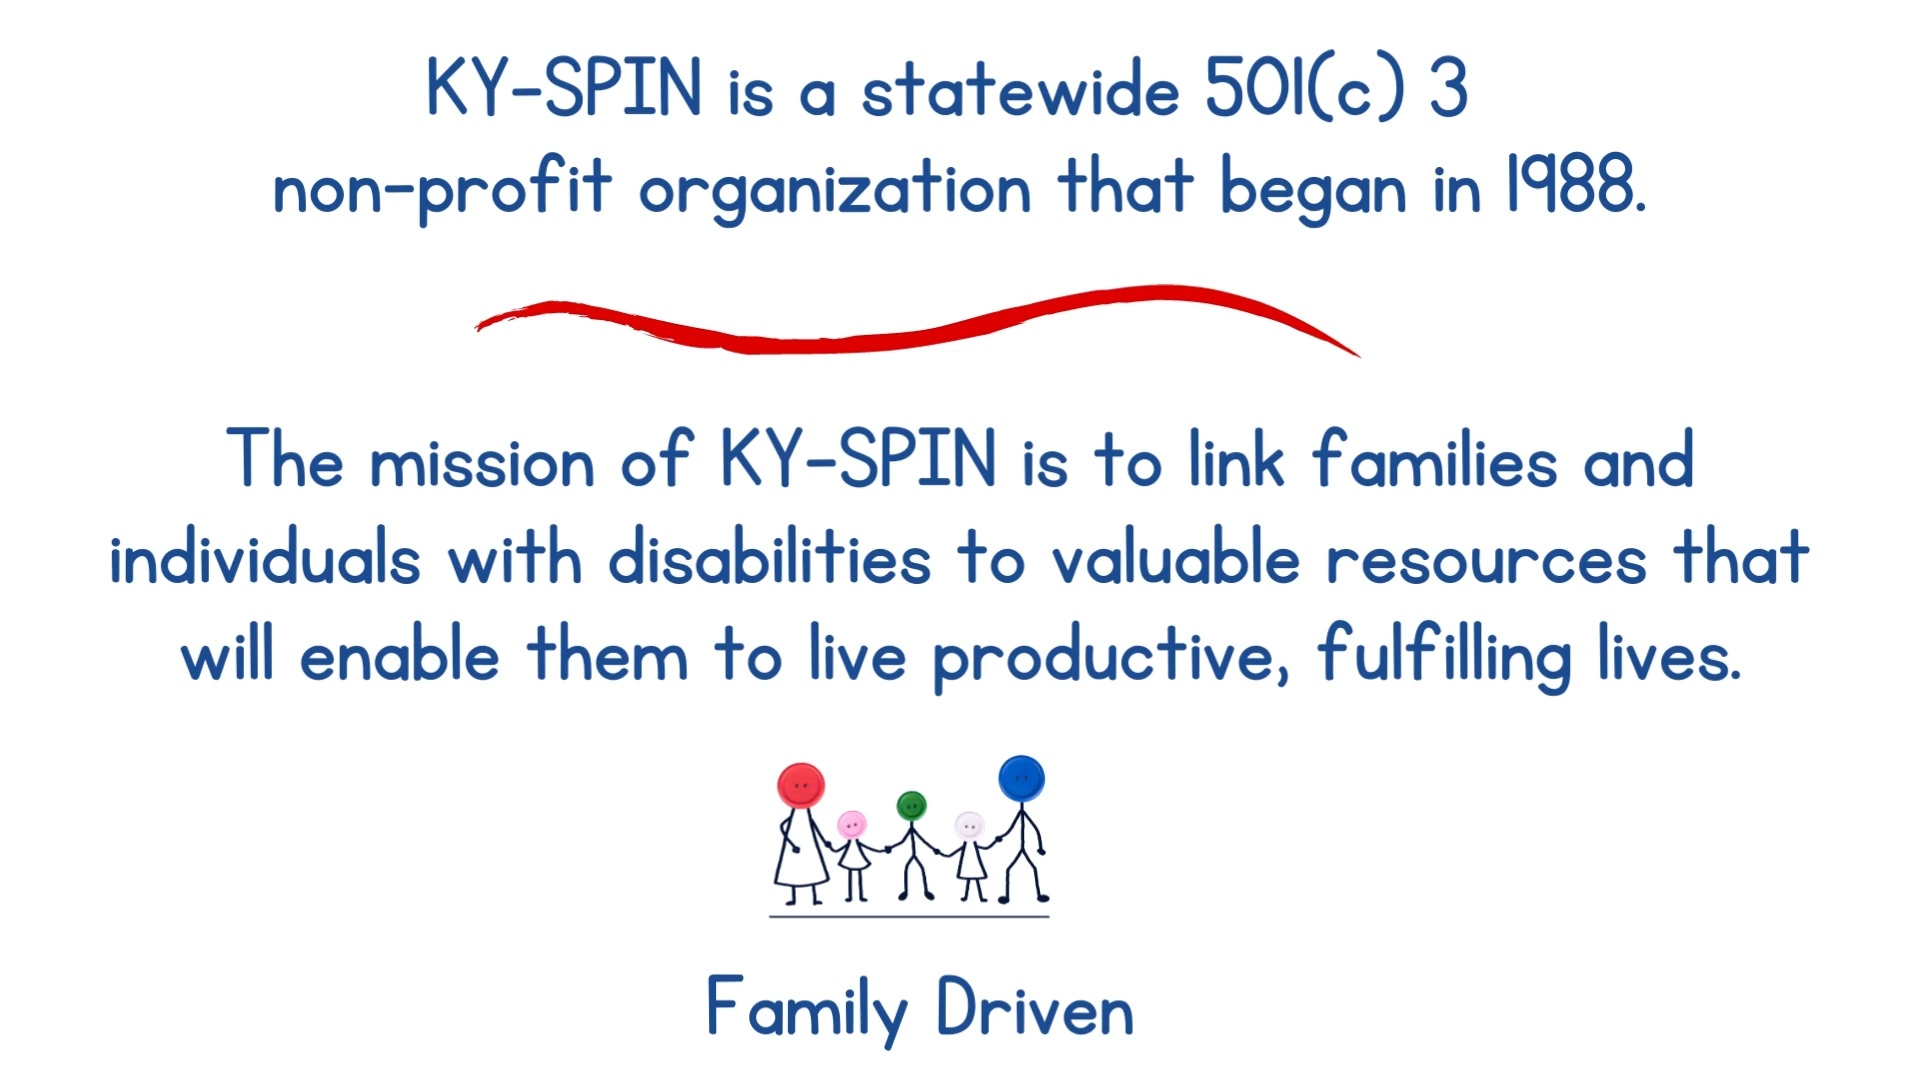 KY-SPIN is a statewide 501(c) 3
non-profit organization that began in 1988.
The mission of KY-SPIN is to link families and
individuals with disabilities to valuable resources that
will enable them to live productive, fulfilling lives.
Family Driven